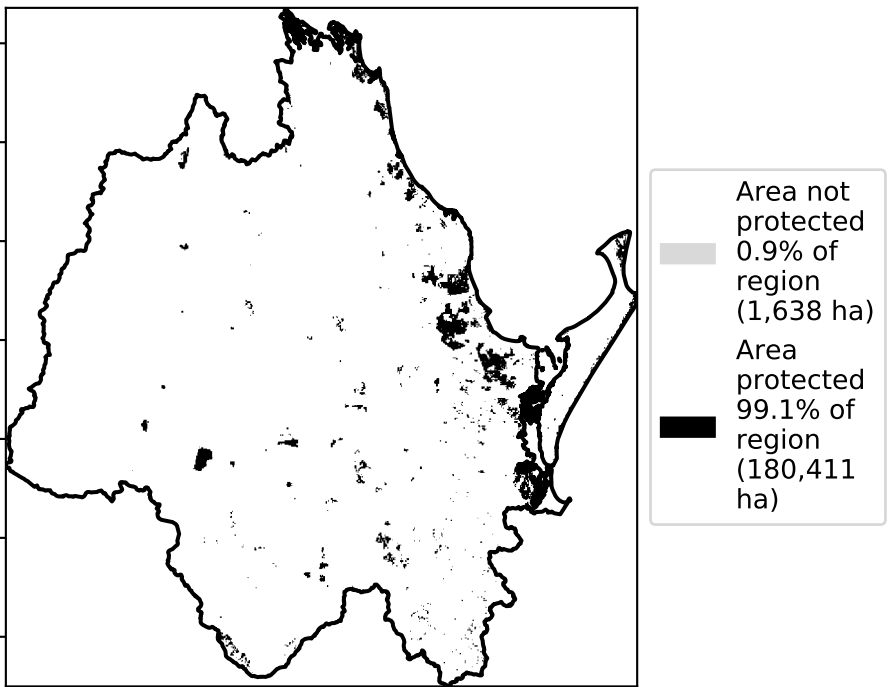 Area not
protected
0.9% of
region
(1,638 ha)
Area
protected
99.1% of
region
(180,411
ha)